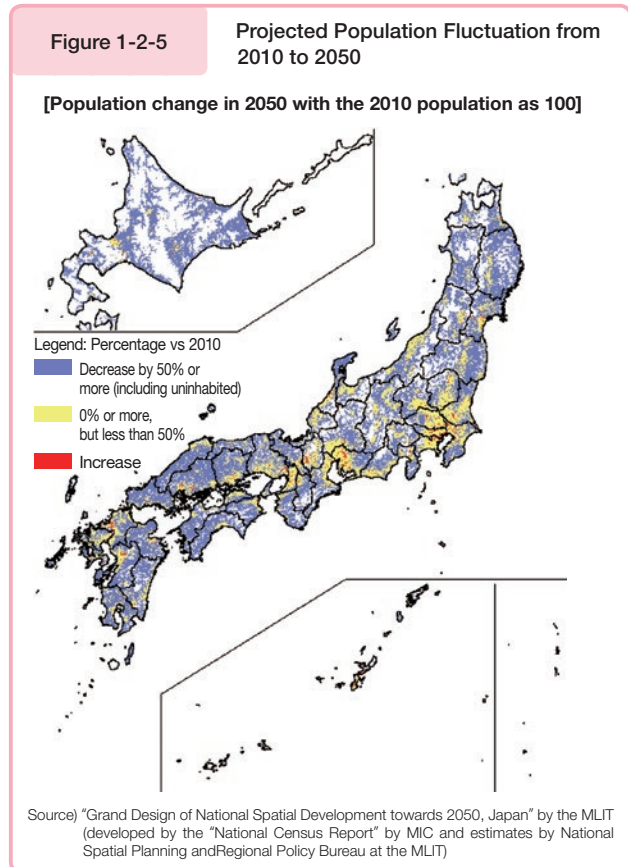 Figure 1-2-5
Projected Population Fluctuation from
2010 to 2050
[Population change in 2050 with the 2010 population as 100]
Legend: Percentage vs 2010
Decrease by 50% or
more (including uninhabited)
0% or more,
but less than 50%
Increase
Source) "Grand Design of National Spatial Development towards 2050, Japan" by the MLIT
(developed by the "National Census Report" by MIC and estimates by National
Spatial Planning andRegional Policy Bureau at the MLIT)